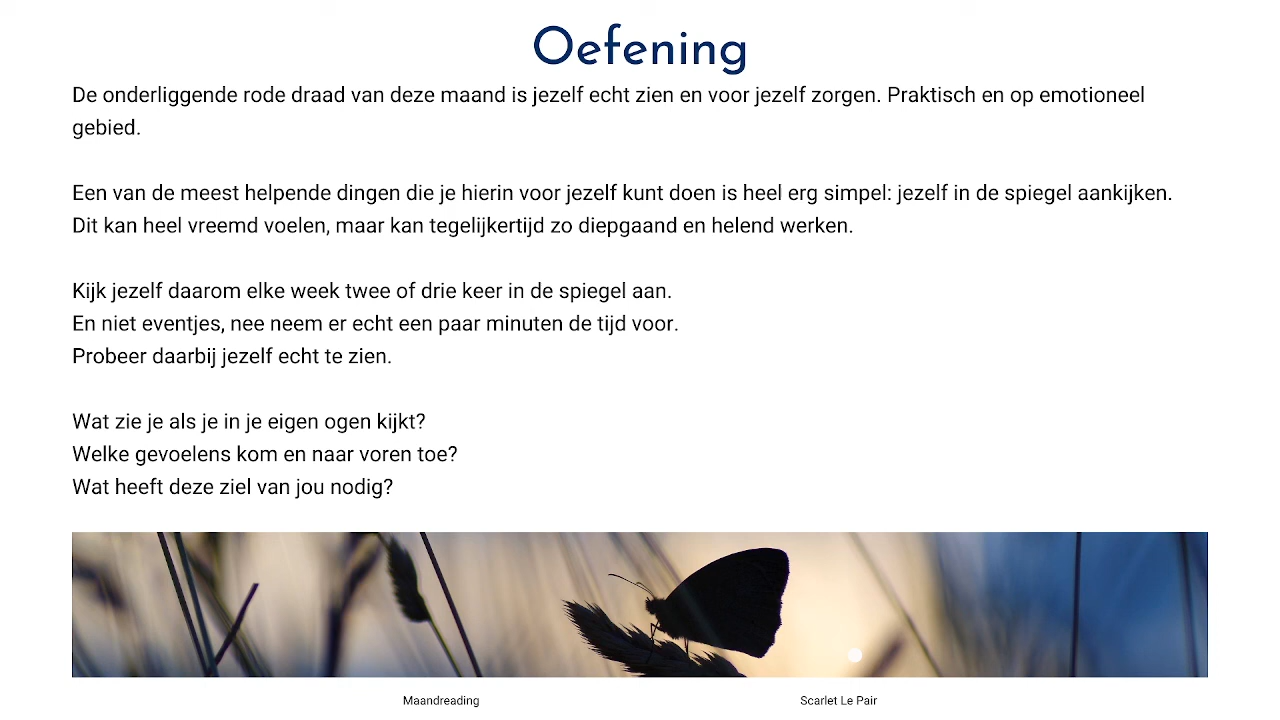 Oefening
De onderliggende rode draad van deze maand is jezelf echt zien en voor jezelf zorgen. Praktisch en op emotioneel
gebied.
Een van de meest helpende dingen die je hierin voor jezelf kunt doen is heel erg simpel: jezelf in de spiegel aankijken.
Dit kan heel vreemd voelen, maar kan tegelijkertijd zo diepgaand en helend werken.
Kijk jezelf daarom elke week twee of drie keer in de spiegel aan.
En niet eventjes, nee neem er echt een paar minuten de tijd voor.
Probeer daarbij jezelf echt te zien.
Wat zie je als je in je eigen ogen kijkt?
Welke gevoelens kom en naar voren toe?
Wat heeft deze ziel van jou nodig?
Maandreading
Scarlet Le Pair